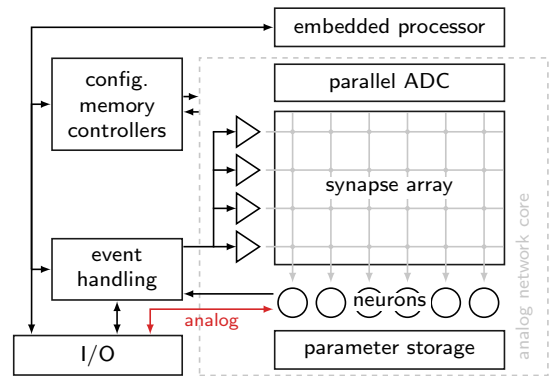 embedded processor
config.
memory
controllers
parallel ADC
synapse array
analog network core
event
handling
neurons
analog
I/O
parameter storage